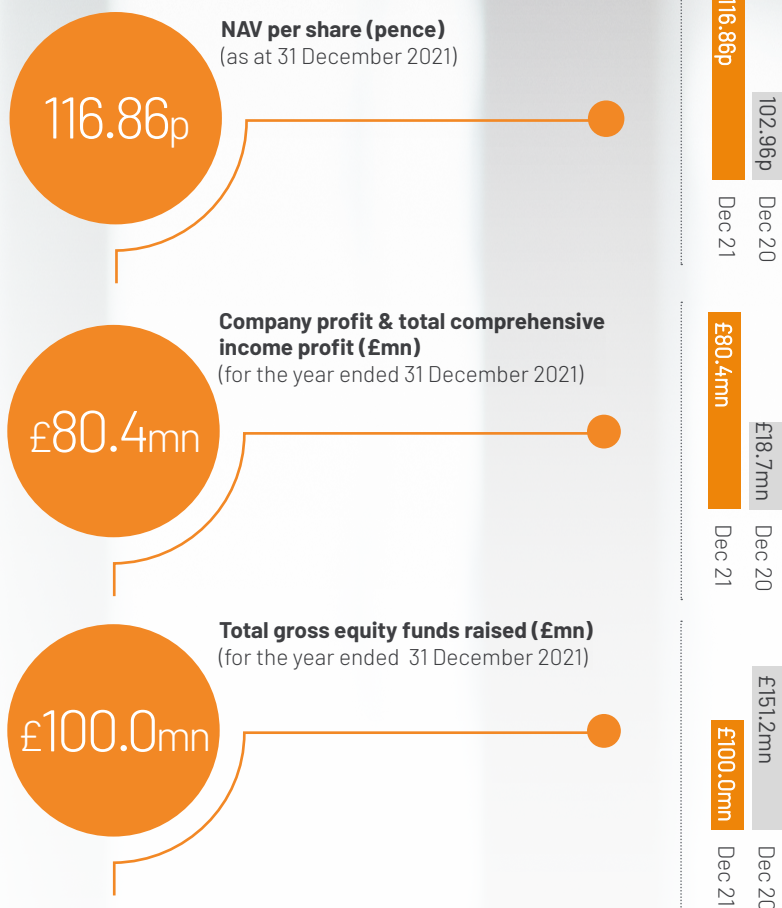 NAV per share (pence)
(as at 31 December 2021)
116.86p
116.86p
102.96p
Dec 21
Dec 20
Company profit & total comprehensive
income profit (£mn)
(for the year ended 31 December 2021)
£80.4mn
£80.4mn
£18.7mn
Dec 21
Dec 20
Total gross equity funds raised (£mn)
(for the year ended 31 December 2021)
£100.0mn
£100.0mn
£151.2mn
Dec 21
Dec 20